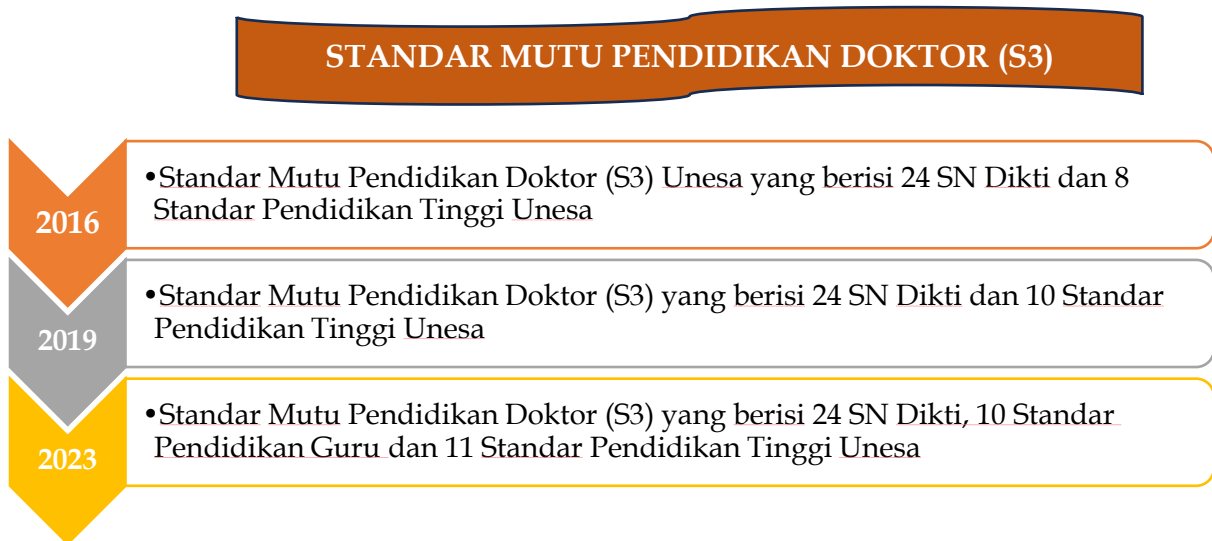 STANDAR MUTU PENDIDIKAN DOKTOR (S3)
2016
•Standar Mutu Pendidikan Doktor (S3) Unesa yang berisi 24 SN Dikti dan 8
Standar Pendidikan Tinggi Unesa
2019
•Standar Mutu Pendidikan Doktor (S3) yang berisi 24 SN Dikti dan 10 Standar
Pendidikan Tinggi Unesa
2023
•Standar Mutu Pendidikan Doktor (S3) yang berisi 24 SN Dikti, 10 Standar
Pendidikan Guru dan 11 Standar Pendidikan Tinggi Unesa